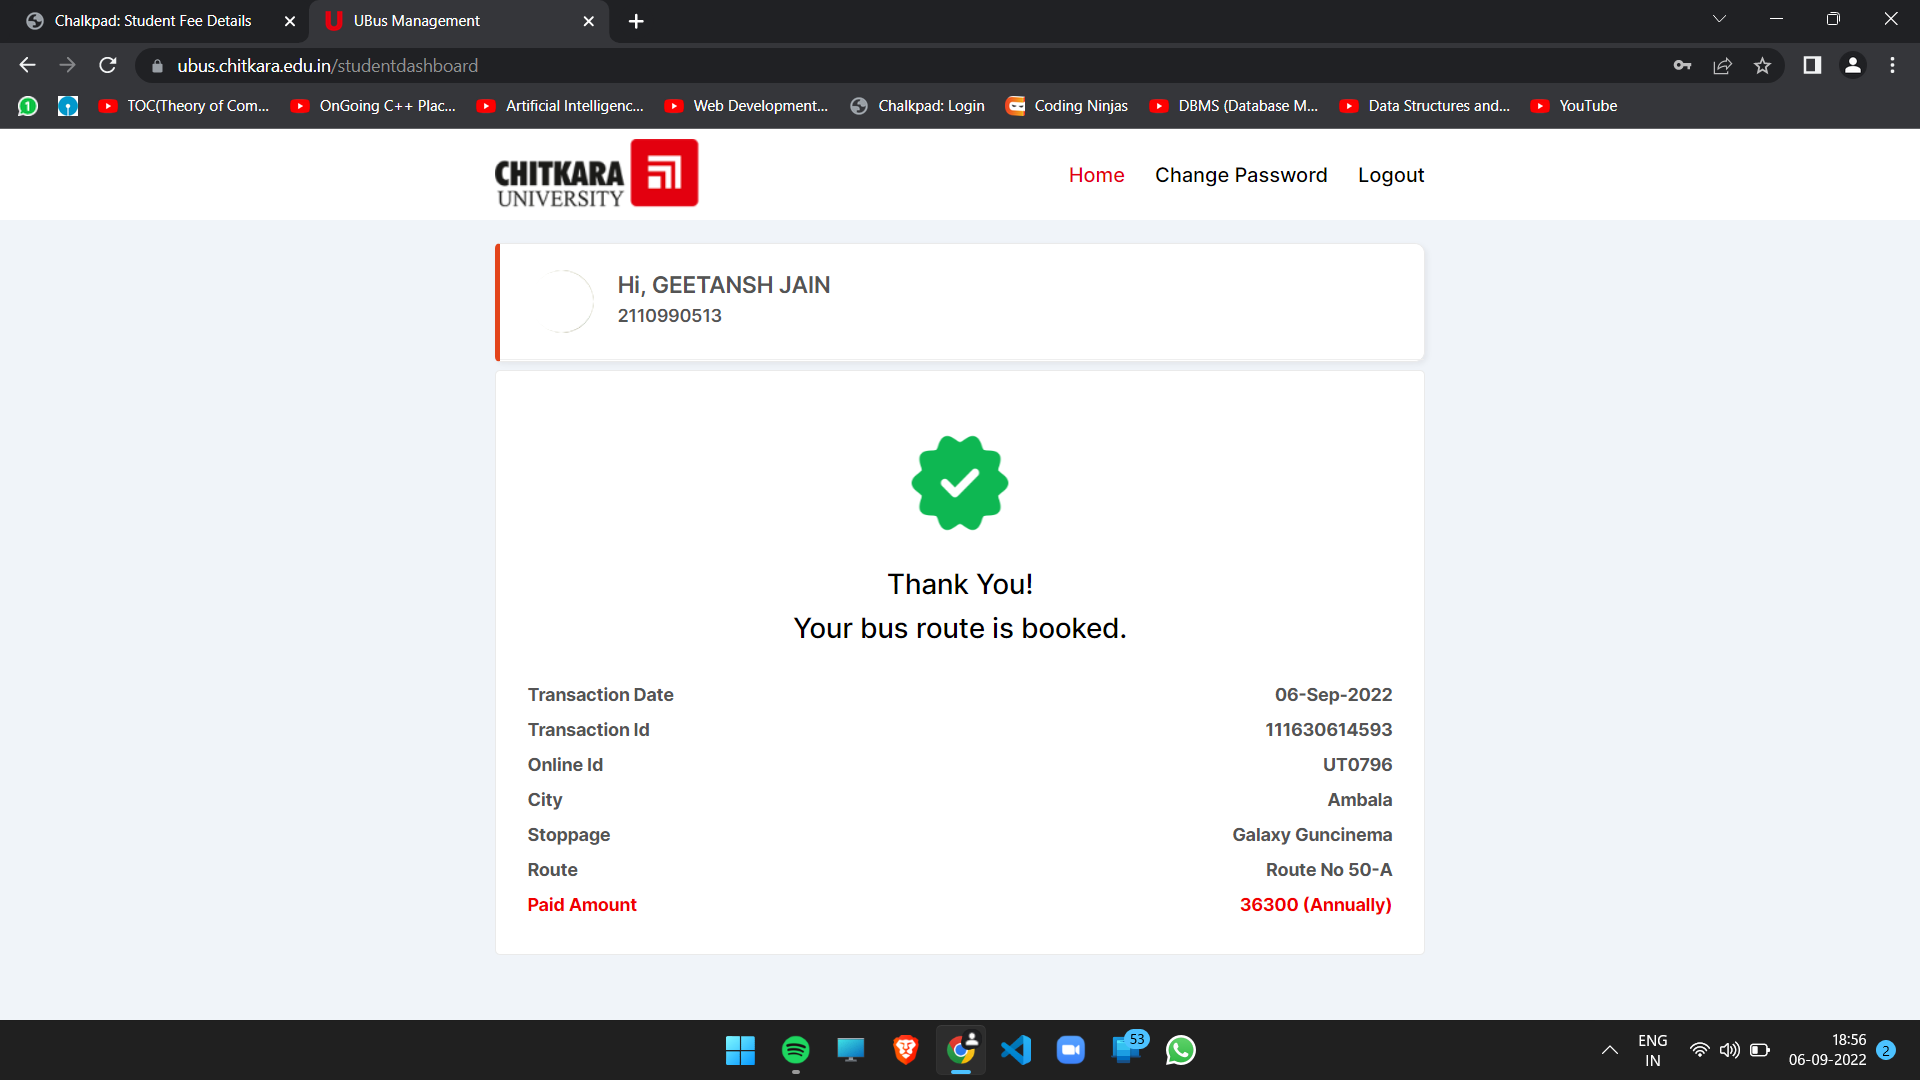 Chalkpad: Student Fee Details
UBus Management
ubus.chitkara.edu.in/studentdashboard
TOC(Theory of Com...
OnGoing C++ Plac...
Artificial Intelligenc...
Web Development...
Chalkpad: Login
Coding Ninjas
DBMS (Database M...
Data Structures and...
YouTube
CHITKARA
UNIVERSITY
Home
Change Password
Logout
Hi, GEETANSH JAIN
2110990513
Thank You!
Your bus route is booked.
Transaction Date 06-Sep-2022
Transaction Id 111630614593
Online Id UT0796
City Ambala
Stoppage Galaxy Guncinema
Route Route No 50-A
Paid Amount 36300 (Annually)
53
ENG
IN
18:56
06-09-2022
2